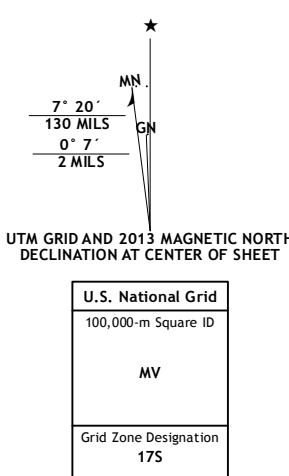 ★
MN
7° 20´
130 MILS
GN
0° 7´
2 MILS
UTM GRID AND 2013 MAGNETIC NORTH
DECLINATION AT CENTER OF SHEET
U.S. National Grid
100,000-m Square ID
MV
Grid Zone Designation
17S